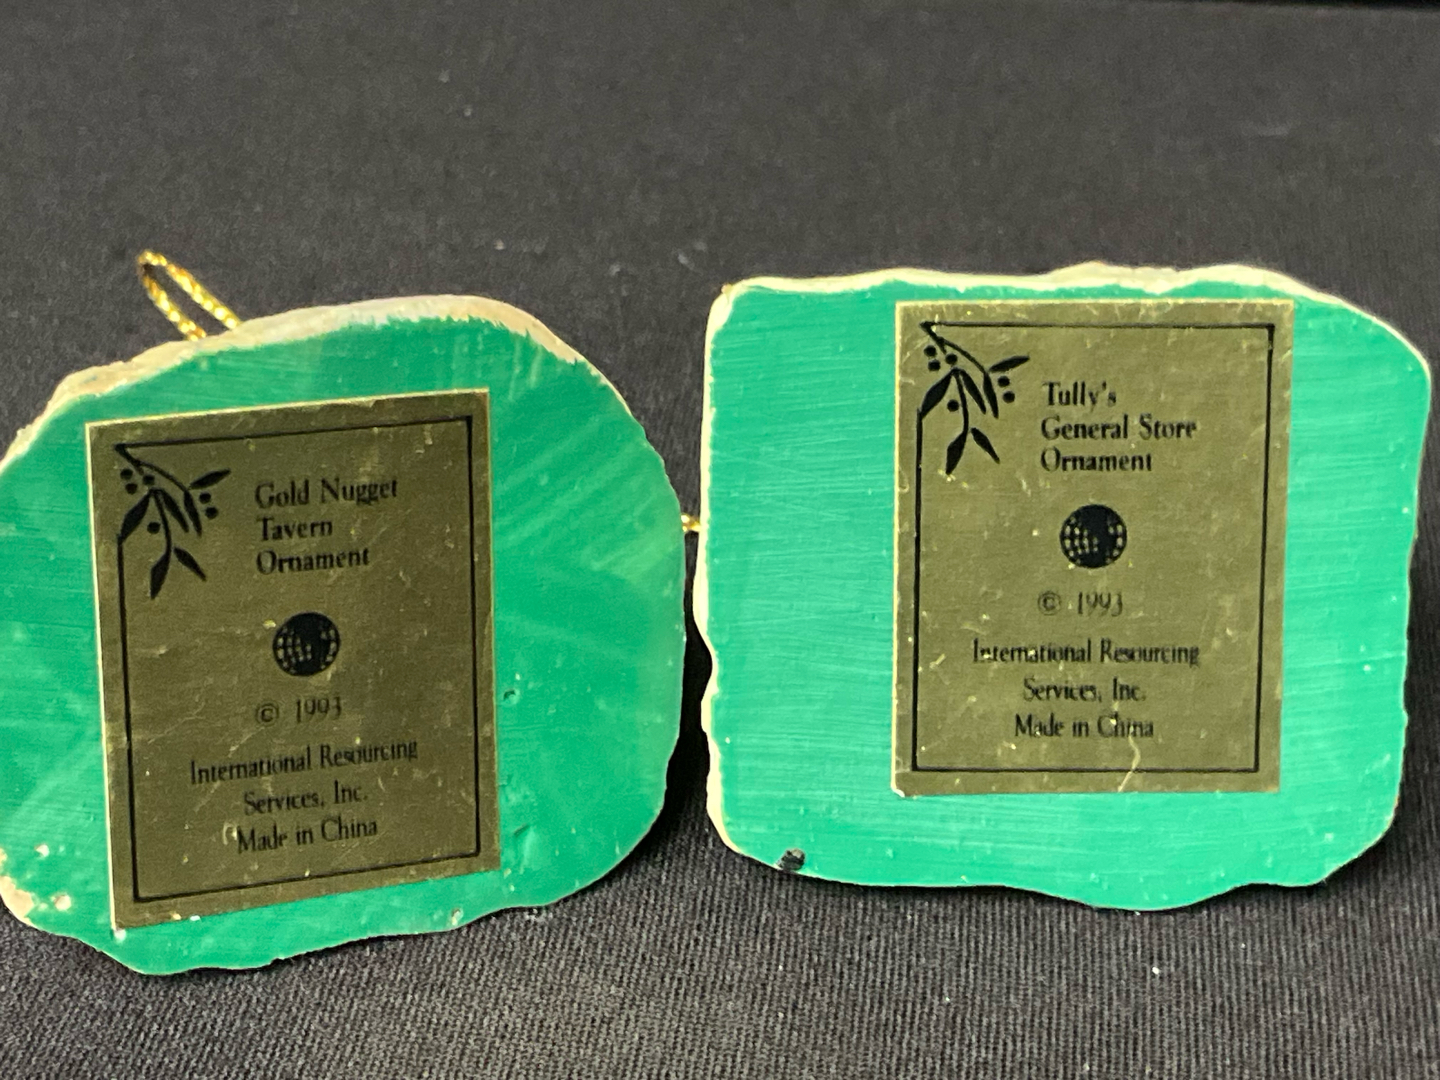 Gold Nugget
Tavern
Ornament
© 1993
International Resourcing
Services, Inc.
Made in China
Tully's
General Store
Ornament
© 1993
International Resourcing
Services, Inc.
Made in China